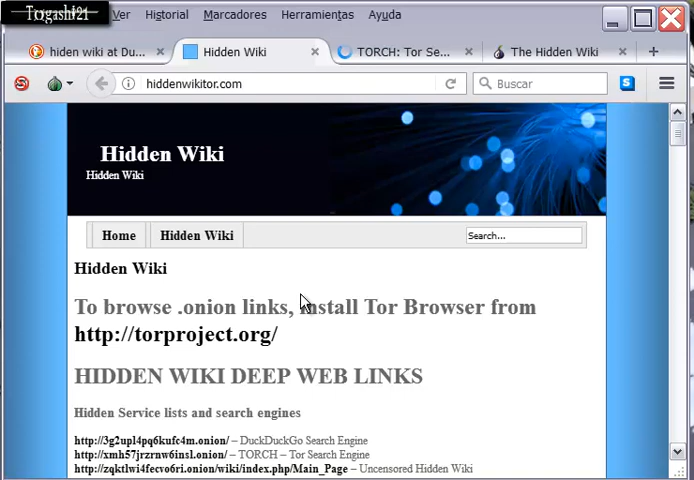 Togashi21
Ver Historial Marcadores Herramientas Ayuda
hiden wiki at Du... Hidden Wiki TORCH: Tor Se... The Hidden Wiki
hiddenwikitor.com Buscar
Hidden Wiki
Hidden Wiki
Home Hidden Wiki Search...
Hidden Wiki
To browse .onion links, install Tor Browser from
http://torproject.org/
HIDDEN WIKI DEEP WEB LINKS
Hidden Service lists and search engines
http://3g2upl4pq6kufc4m.onion/ – DuckDuckGo Search Engine
http://xmh57jrzrnw6insl.onion/ – TORCH – Tor Search Engine
http://zqktlwi4fecvo6ri.onion/wiki/index.php/Main_Page – Uncensored Hidden Wiki